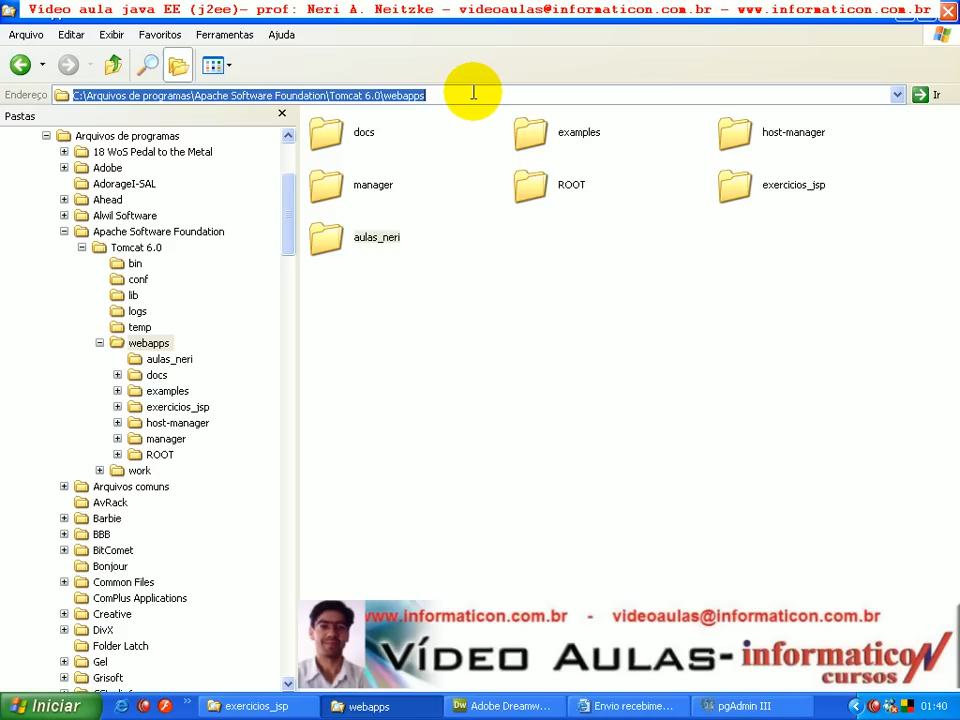 Vídeo aula java EE (j2ee)– prof: Neri A. Neitzke – videoaulas@informaticon.com.br – www.informaticon.com.br
Arquivo Editar Exibir Favoritos Ferramentas Ajuda
Endereço C:\Arquivos de programas\Apache Software Foundation\Tomcat 6.0\webapps Ir
Pastas
Arquivos de programas
18 WoS Pedal to the Metal
Adobe
AdorageI-SAL
Ahead
Alwil Software
Apache Software Foundation
Tomcat 6.0
bin
conf
lib
logs
temp
webapps
aulas_neri
docs
examples
exercicios_jsp
host-manager
manager
ROOT
work
Arquivos comuns
AvRack
Barbie
BBB
BitComet
Bonjour
Common Files
ComPlus Applications
Creative
DivX
Folder Latch
Gel
Grisoft
docs examples host-manager
manager ROOT exercicios_jsp
aulas_neri
www.informaticon.com.br - videoaulas@informaticon.com.br
VÍDEO AULAS- informaticon
cursos
Iniciar exercicios_jsp webapps Adobe Dreamw... Envio recebime... pgAdmin III 01:40